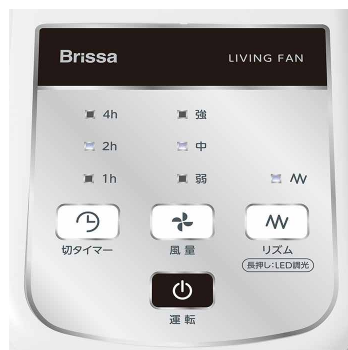 Brissa LIVING FAN
4h 強
2h 中
1h 弱
切タイマー 風量 リズム
長押し:LED調光
運転